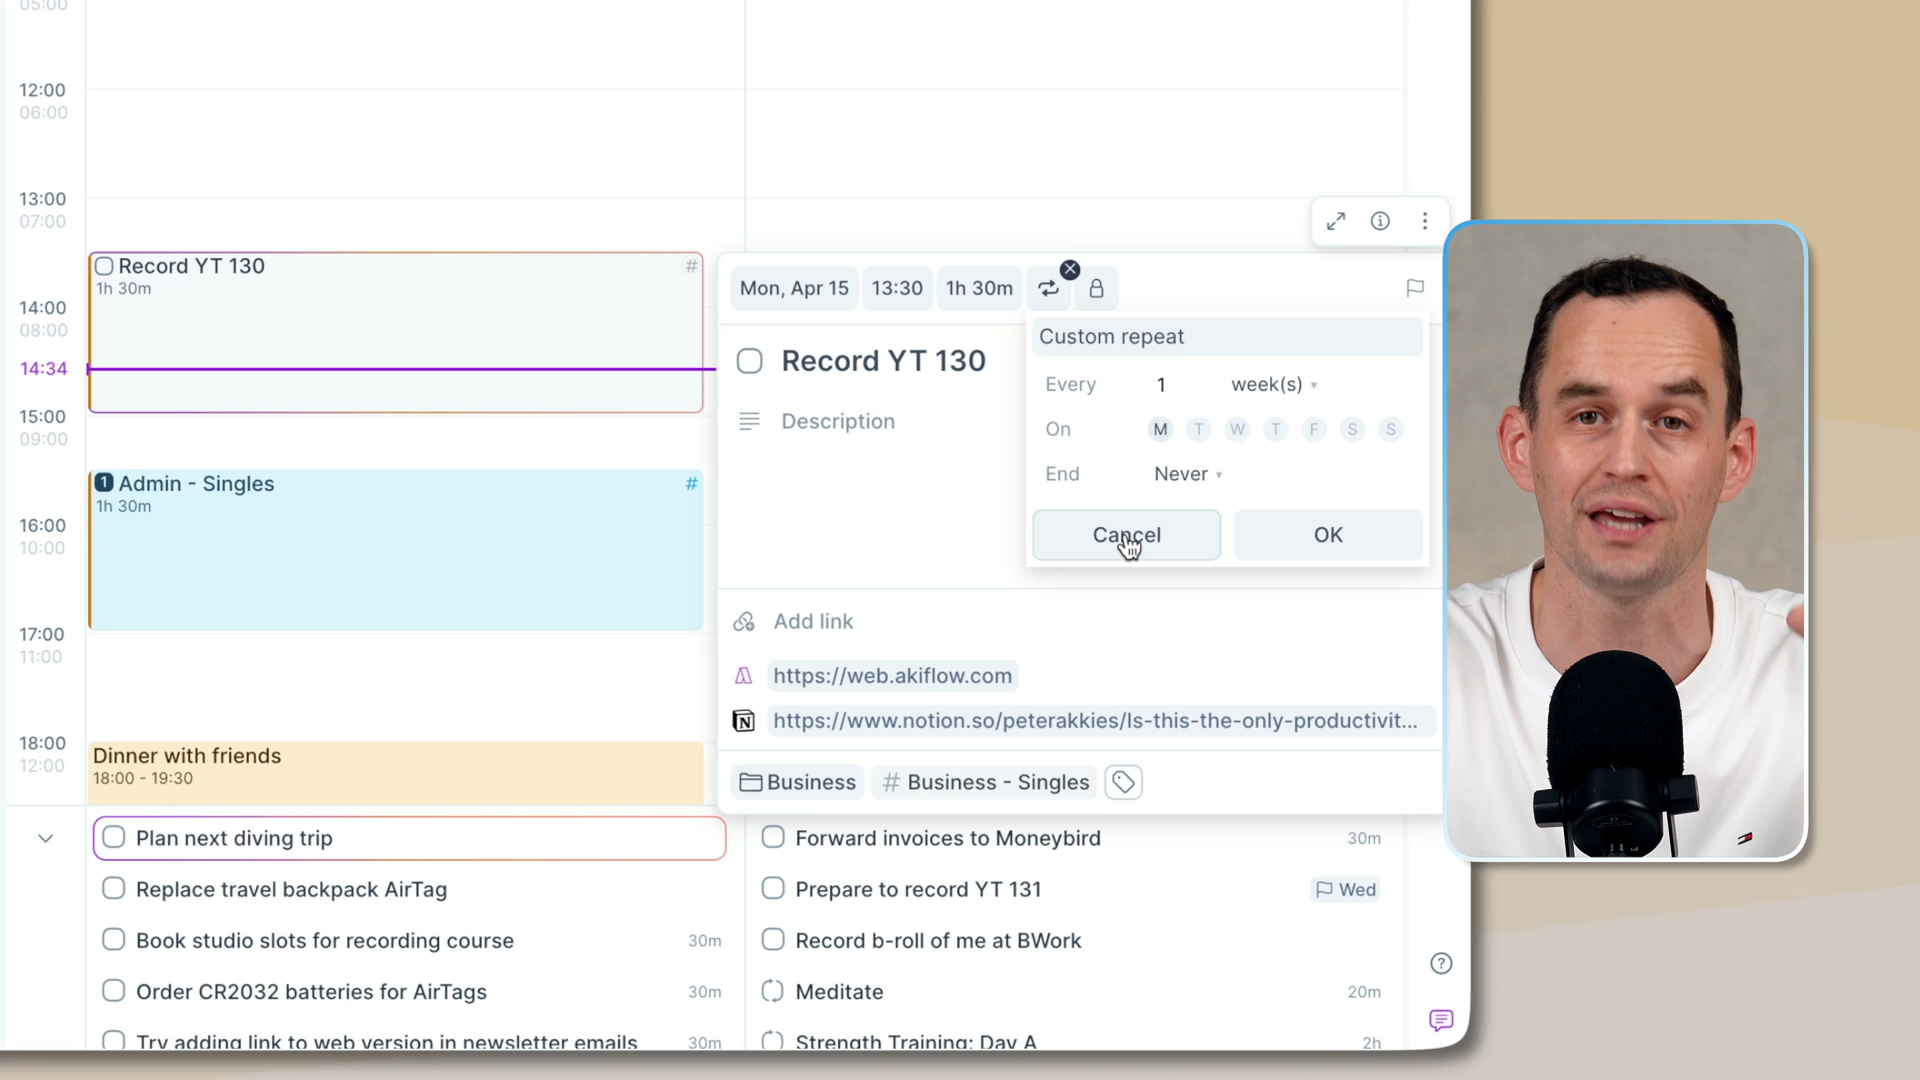 05:00
12:00
06:00
13:00
07:00
Record YT 130 #
1h 30m
14:00
08:00
14:34
15:00
09:00
1 Admin - Singles #
1h 30m
16:00
10:00
17:00
11:00
18:00
12:00
Dinner with friends
18:00 - 19:30
Mon, Apr 15 13:30 1h 30m
Record YT 130
Description
Custom repeat
Every 1 week(s)
On M T W T F S S
End Never
Cancel OK
Add link
https://web.akiflow.com
https://www.notion.so/peterakkies/Is-this-the-only-productivit...
Business # Business - Singles
Plan next diving trip
Replace travel backpack AirTag
Book studio slots for recording course 30m
Order CR2032 batteries for AirTags 30m
Try adding link to web version in newsletter emails 30m
Forward invoices to Moneybird 30m
Prepare to record YT 131 Wed
Record b-roll of me at BWork
Meditate 20m
Strength Training: Day A 2h